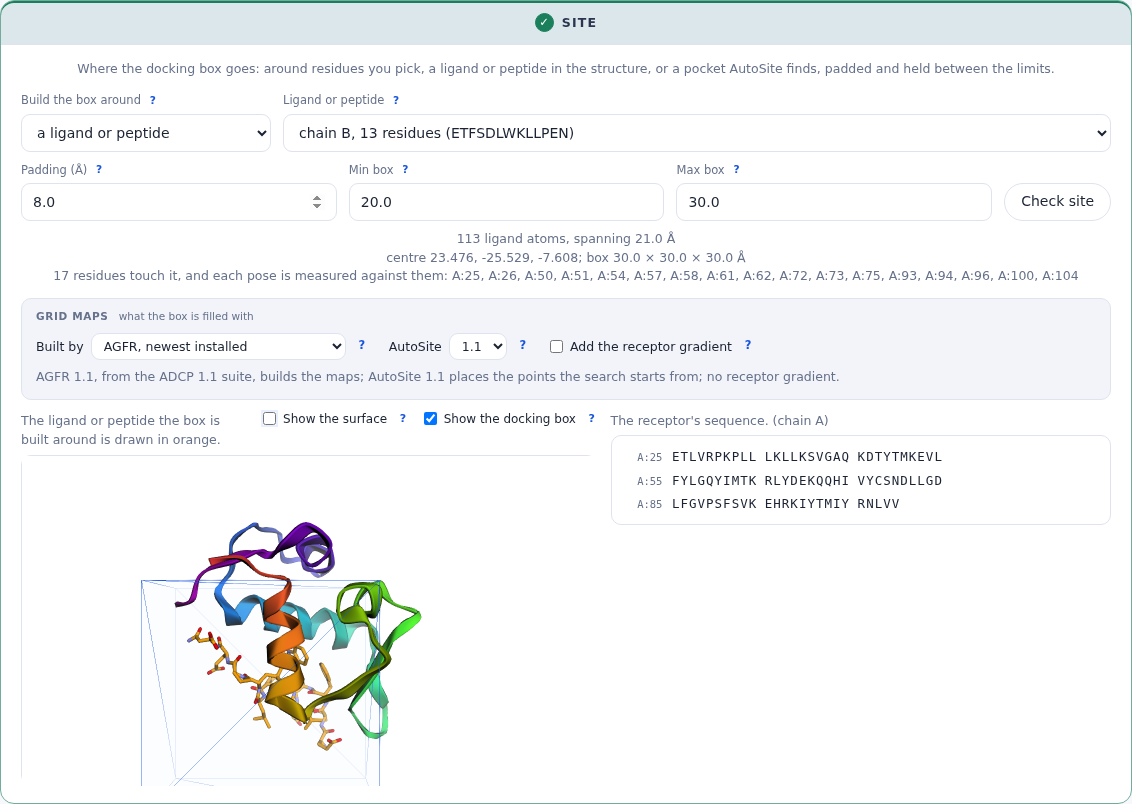 ✓ SITE
Where the docking box goes: around residues you pick, a ligand or peptide in the structure, or a pocket AutoSite finds, padded and held between the limits.
Build the box around ? Ligand or peptide ?
a ligand or peptide chain B, 13 residues (ETFSDLWKLLPEN)
Padding (Å) ? Min box ? Max box ?
8.0 20.0 30.0 Check site
113 ligand atoms, spanning 21.0 Å
centre 23.476, -25.529, -7.608; box 30.0 × 30.0 × 30.0 Å
17 residues touch it, and each pose is measured against them: A:25, A:26, A:50, A:51, A:54, A:57, A:58, A:61, A:62, A:72, A:73, A:75, A:93, A:94, A:96, A:100, A:104
GRID MAPS what the box is filled with
Built by AGFR, newest installed ? AutoSite 1.1 ? Add the receptor gradient ?
AGFR 1.1, from the ADCP 1.1 suite, builds the maps; AutoSite 1.1 places the points the search starts from; no receptor gradient.
The ligand or peptide the box is
built around is drawn in orange.
Show the surface ? Show the docking box ?
The receptor's sequence. (chain A)
A:25 ETLVRPKPLL LKLLKSVGAQ KDTYTMKEVL
A:55 FYLGQYIMTK RLYDEKQQHI VYCSNDLLGD
A:85 LFGVPSFSVK EHRKIYTMIY RNLVV